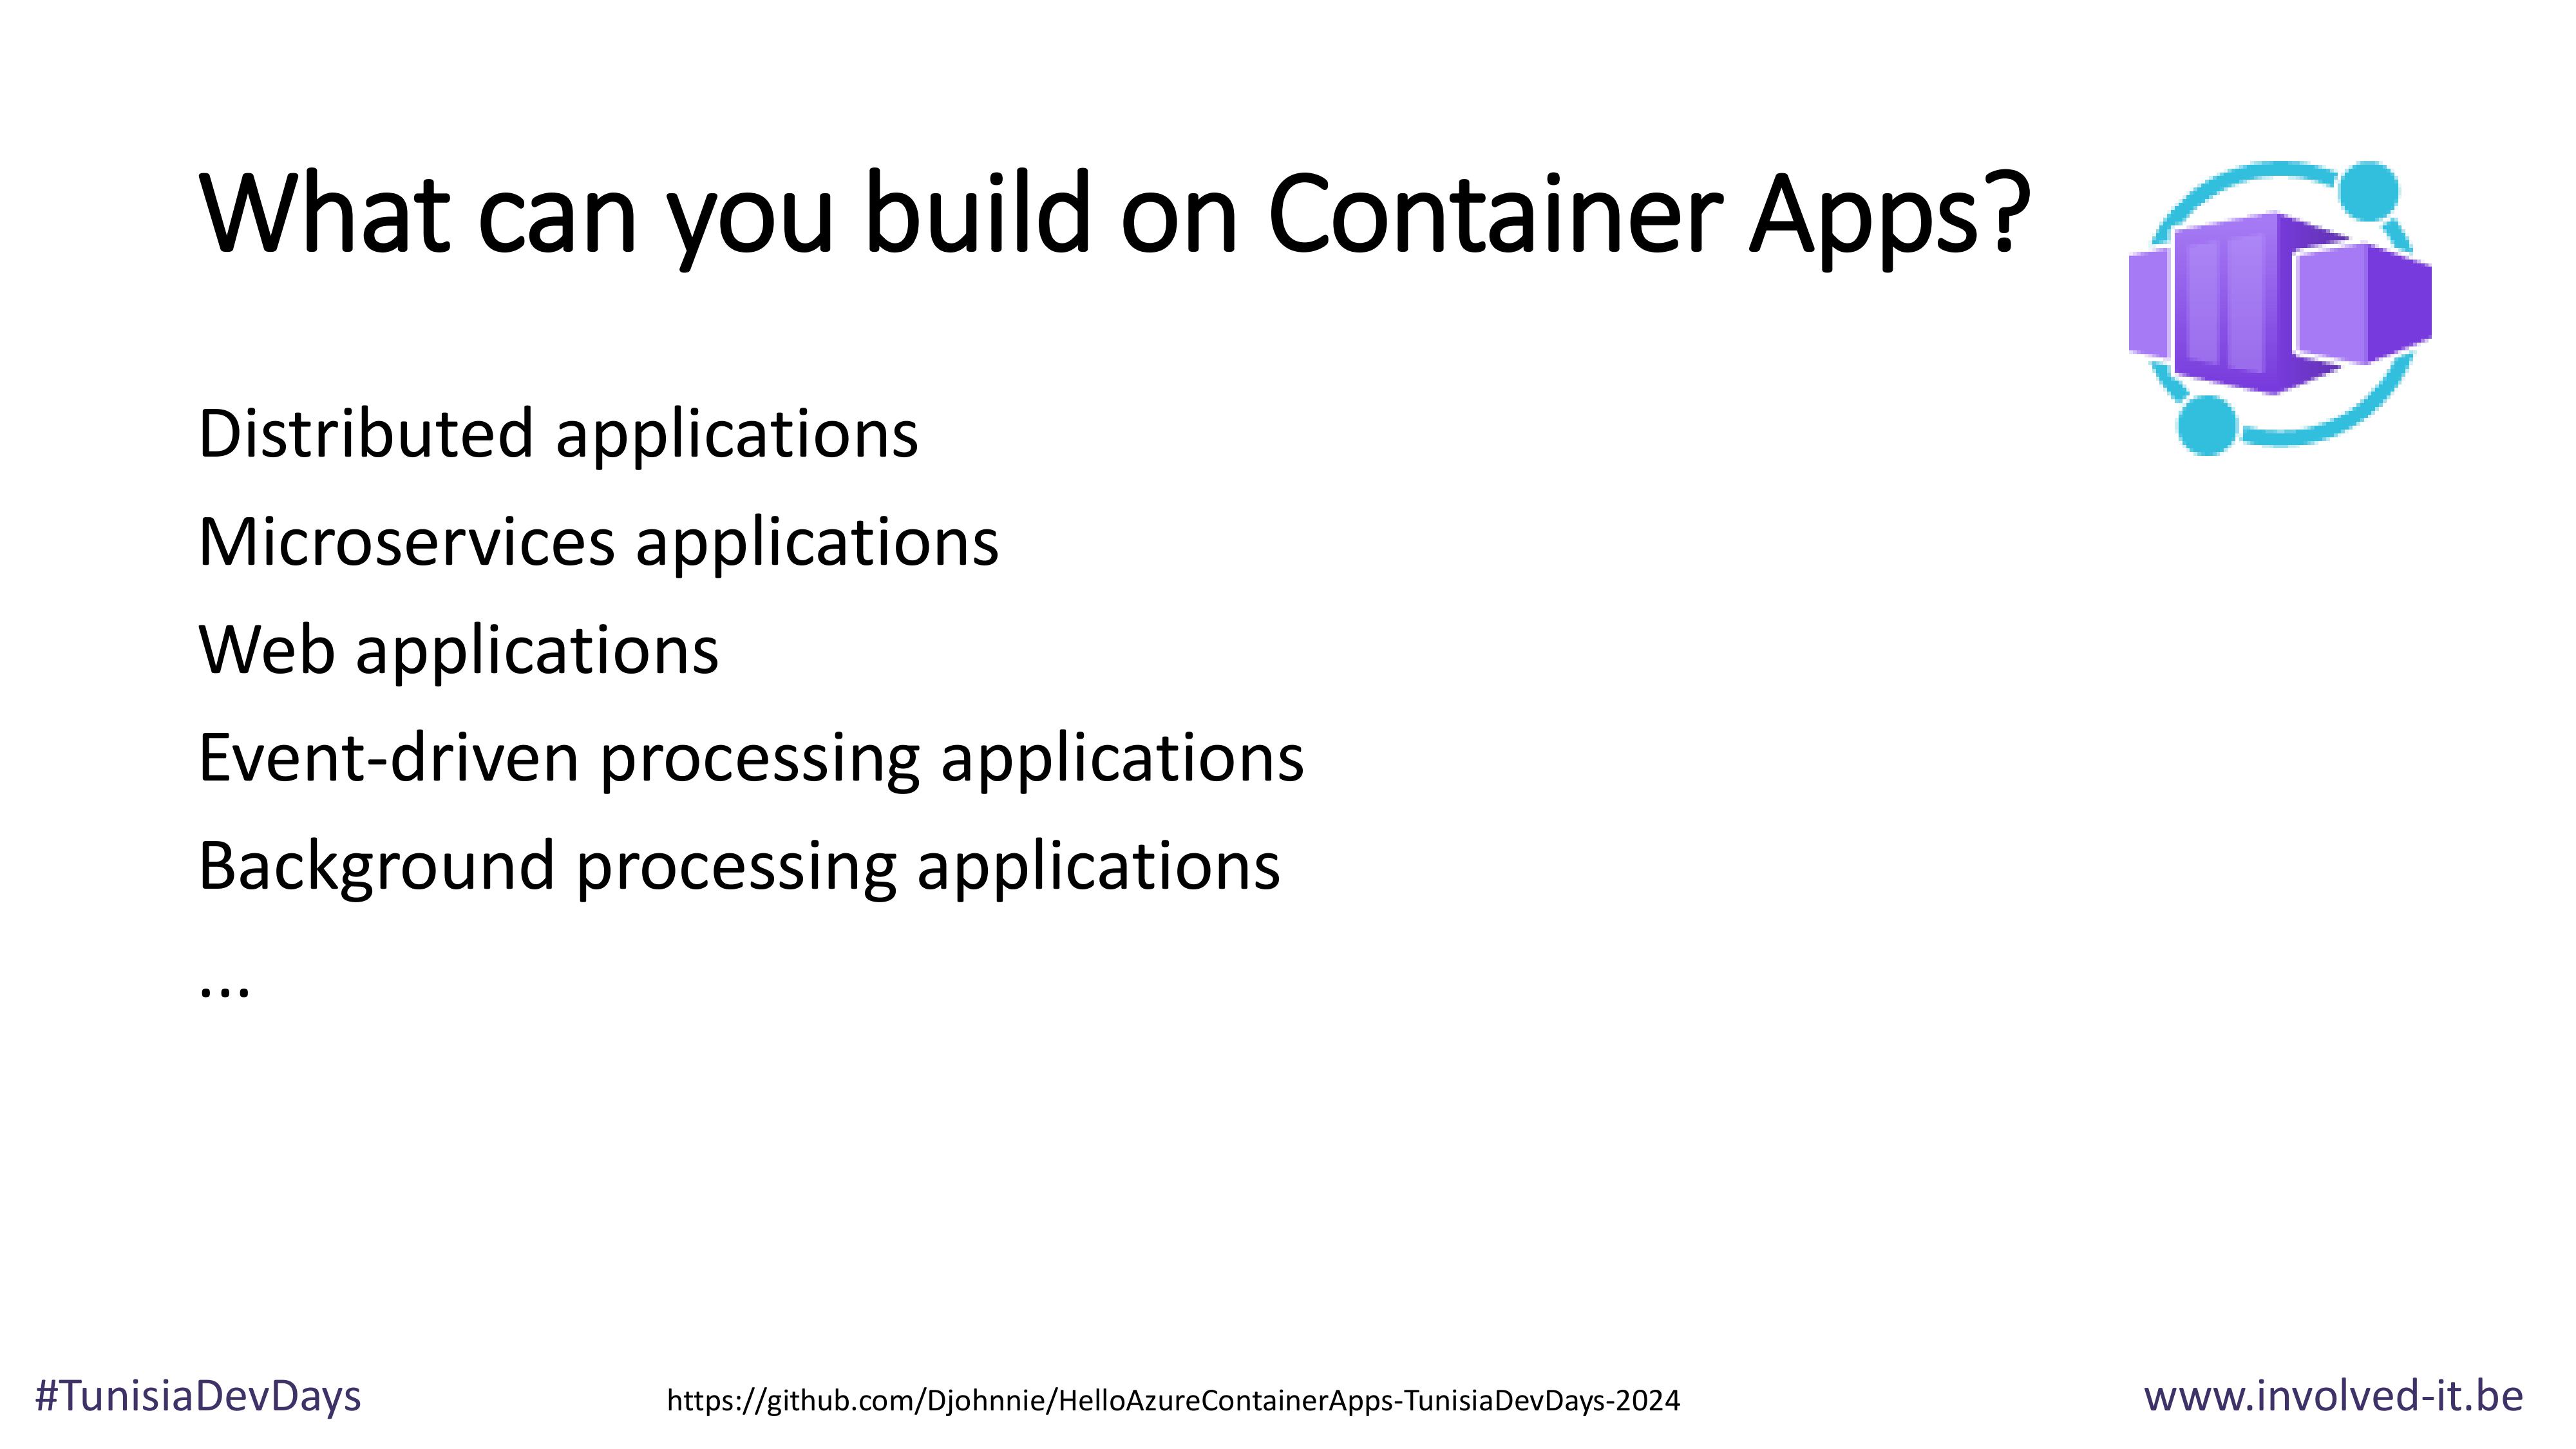 What can you build on Container Apps?
Distributed applications
Microservices applications
Web applications
Event-driven processing applications
Background processing applications
...
#TunisiaDevDays
https://github.com/Djohnnie/HelloAzureContainerApps-TunisiaDevDays-2024
www.involved-it.be